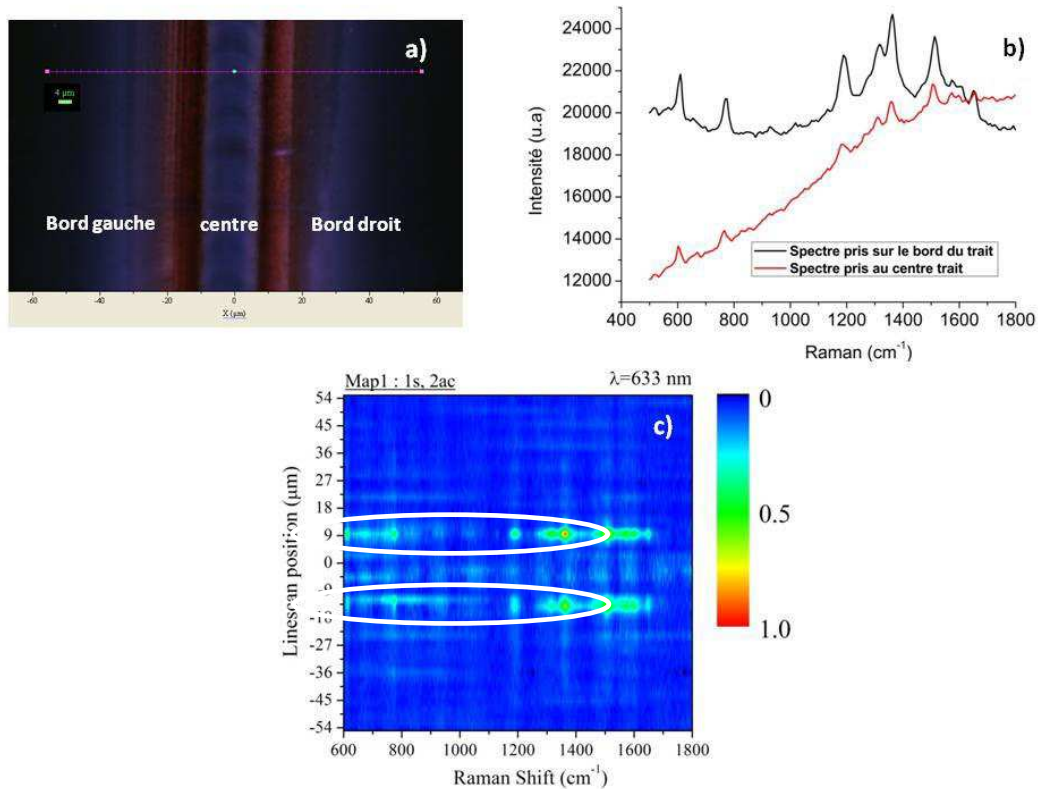 a)
4 µm
Bord gauche
centre
Bord droit
-60
-40
-20
0
20
40
60
X (µm)
b)
24000
22000
20000
18000
16000
14000
12000
Intensité (u.a)
Spectre pris sur le bord du trait
Spectre pris au centre trait
400
600
800
1000
1200
1400
1600
1800
Raman (cm⁻¹)
Map1 : 1s, 2ac
λ=633 nm
c)
54
45
36
27
18
9
0
-9
-18
-27
-36
-45
-54
Linescan position (µm)
600
800
1000
1200
1400
1600
1800
Raman Shift (cm⁻¹)
0
0.5
1.0